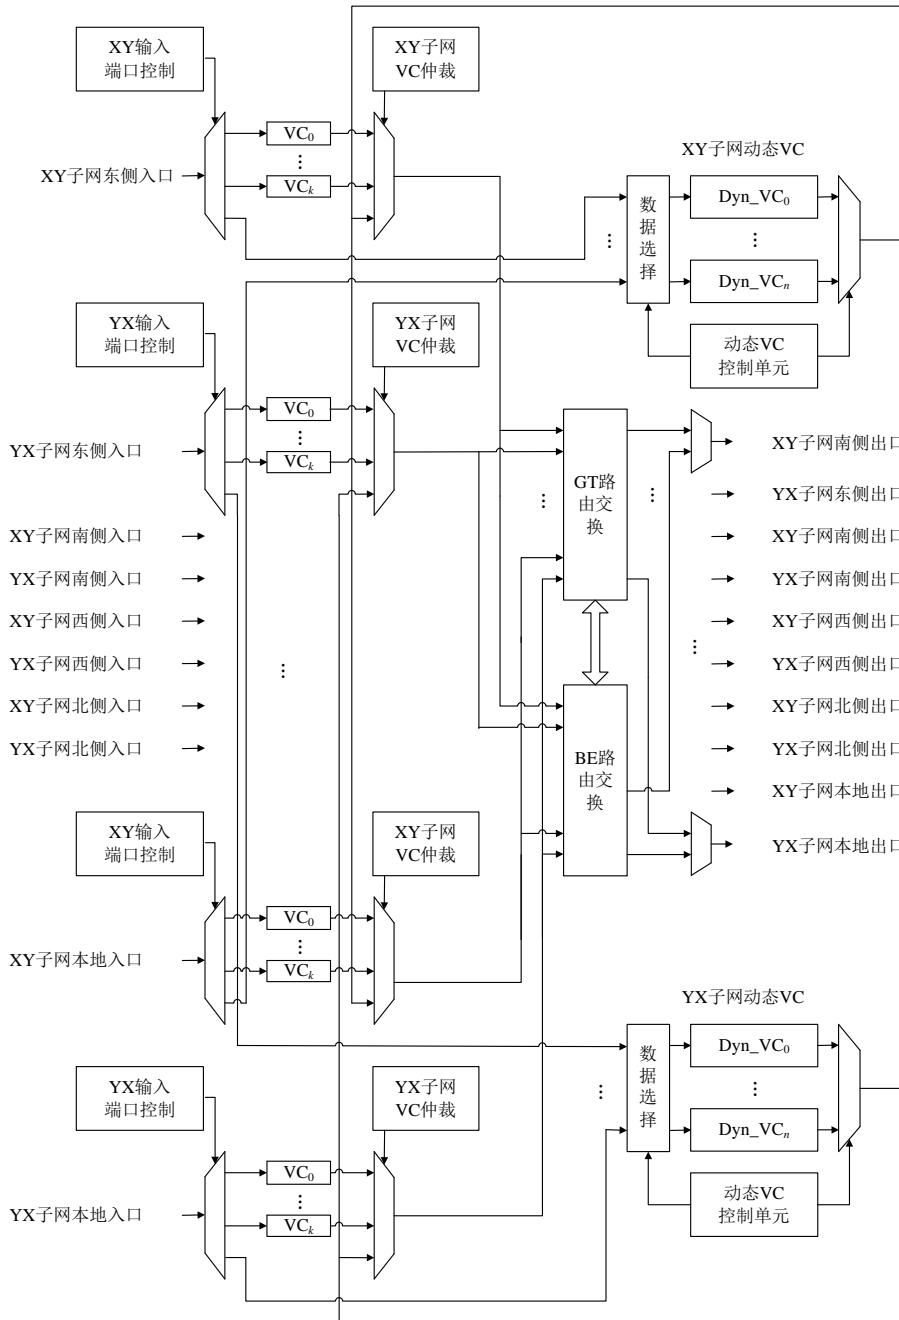 XY输入
端口控制
XY子网
VC仲裁
VC0
...
VCk
XY子网东侧入口
XY子网动态VC
数据选择
...
Dyn_VC0
...
Dyn_VCn
动态VC
控制单元
YX输入
端口控制
YX子网
VC仲裁
VC0
...
VCk
YX子网东侧入口
XY子网南侧入口
YX子网南侧入口
XY子网西侧入口
YX子网西侧入口
XY子网北侧入口
YX子网北侧入口
...
GT路
由交
换
...
...
BE路
由交
换
...
XY子网南侧出口
YX子网东侧出口
XY子网南侧出口
YX子网南侧出口
XY子网西侧出口
YX子网西侧出口
XY子网北侧出口
YX子网北侧出口
XY子网本地出口
YX子网本地出口
XY输入
端口控制
XY子网
VC仲裁
VC0
...
VCk
XY子网本地入口
YX子网动态VC
数据选择
...
Dyn_VC0
...
Dyn_VCn
动态VC
控制单元
YX输入
端口控制
YX子网
VC仲裁
VC0
...
VCk
YX子网本地入口